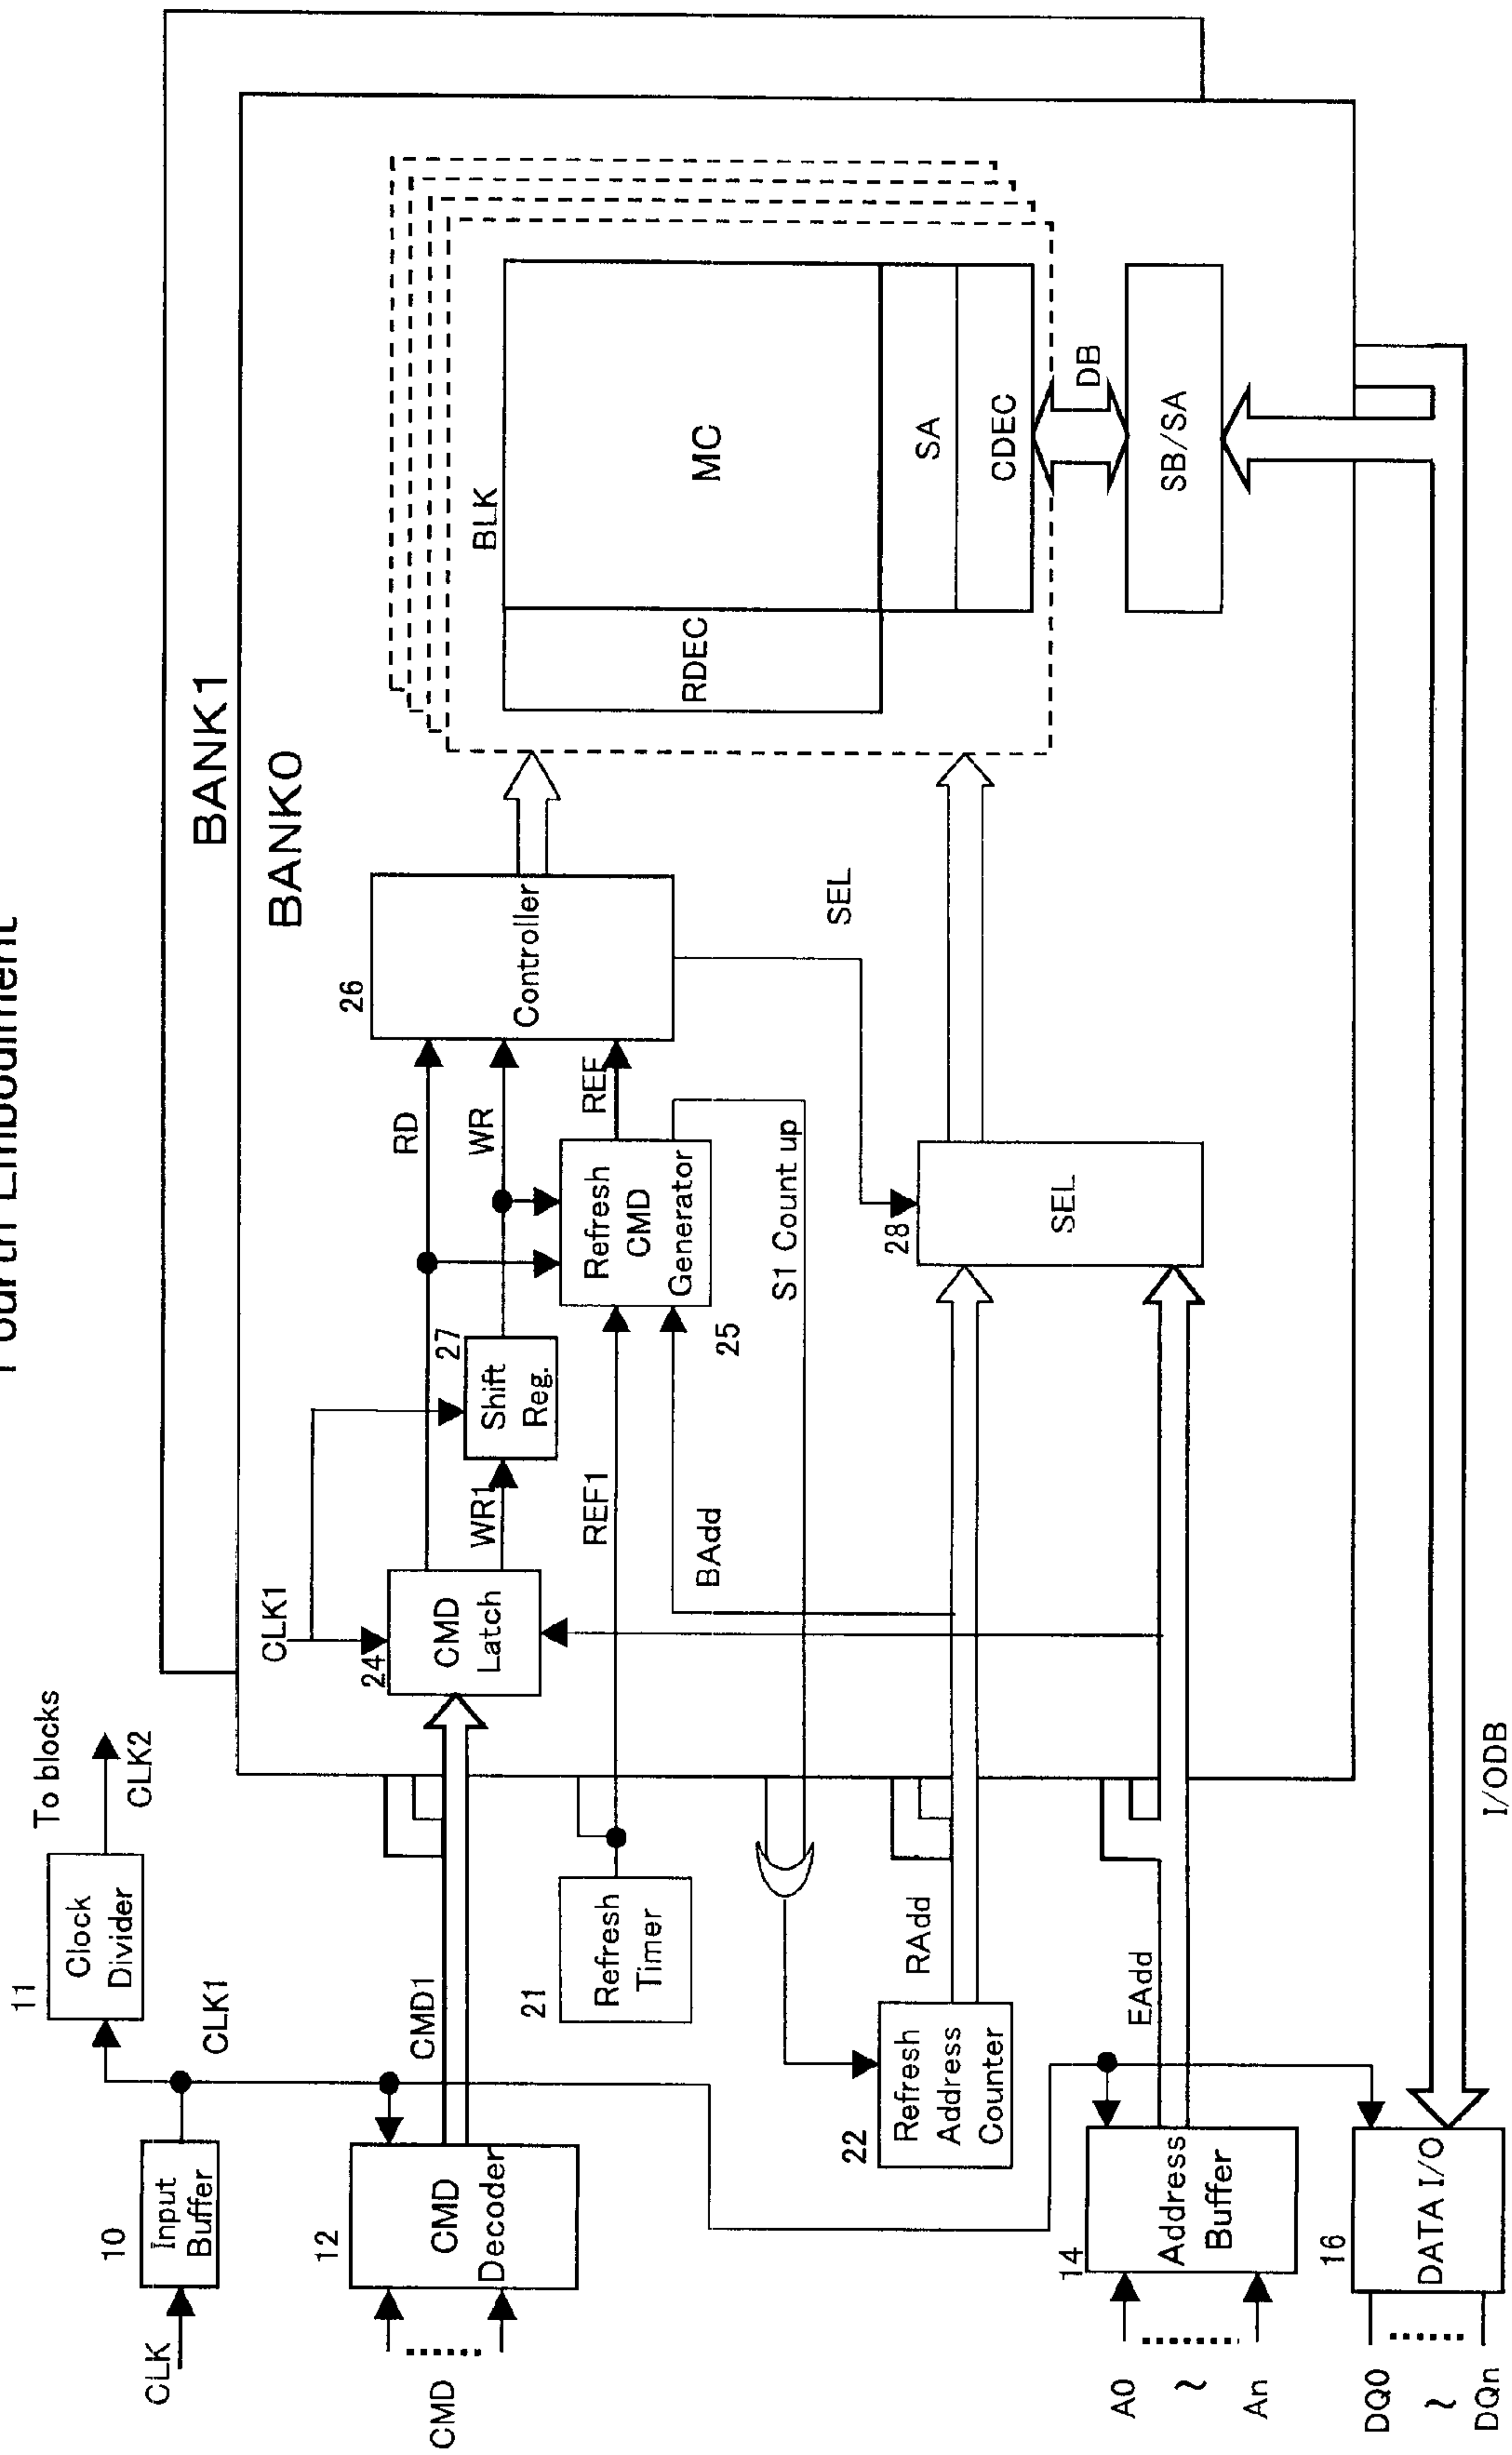 Fourth Embodiment
BANK1
BANK0
CLK
10
Input
Buffer
11
Clock
Divider
To blocks
CLK2
CLK1
CMD
12
CMD
Decoder
CMD1
CLK1
24
CMD
Latch
RD
WR1
27
Shift
Reg.
WR
21
Refresh
Timer
REF1
25
Refresh
CMD
Generator
REF
26
Controller
BAdd
S1 Count up
SEL
22
Refresh
Address
Counter
RAdd
28
SEL
A0
~
An
14
Address
Buffer
EAdd
DQ0
~
DQn
16
DATA I/O
I/ODB
BLK
RDEC
MC
SA
CDEC
DB
SB/SA